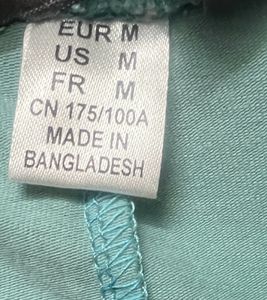 EUR M
US M
FR M
CN 175/100A
MADE IN
BANGLADESH